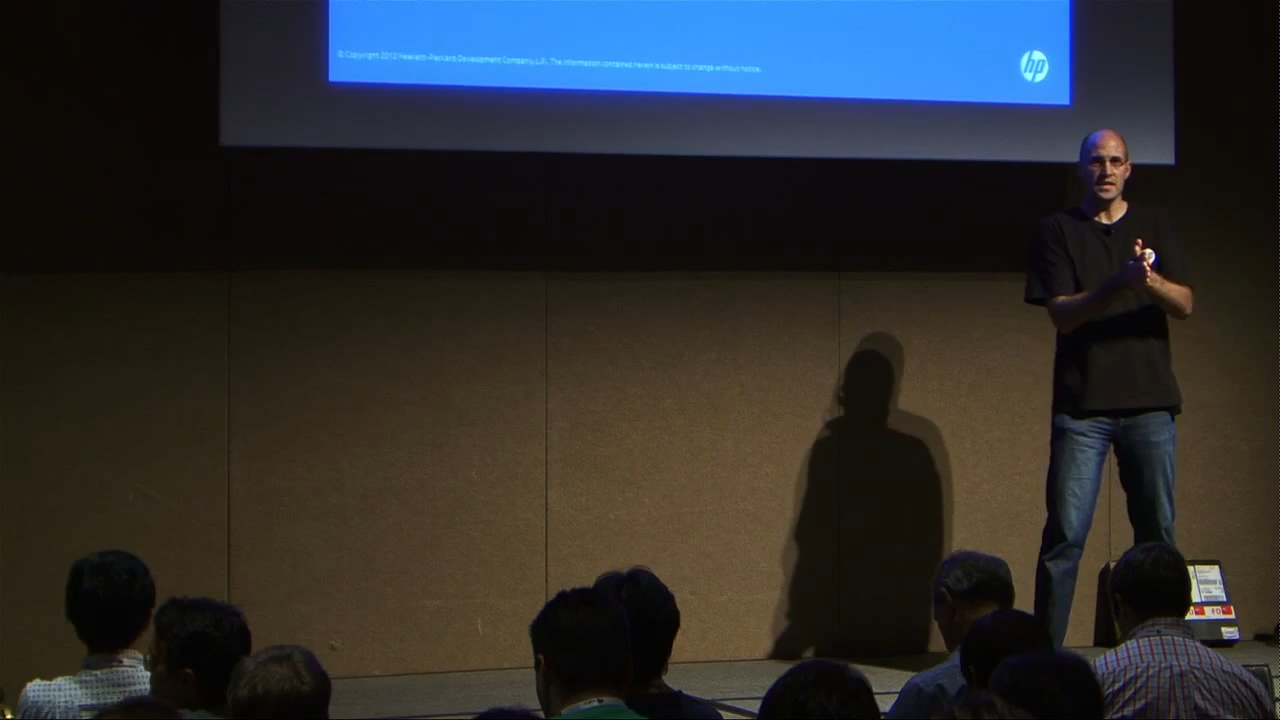 © Copyright 2012 Hewlett-Packard Development Company, L.P. The information contained herein is subject to change without notice.
hp